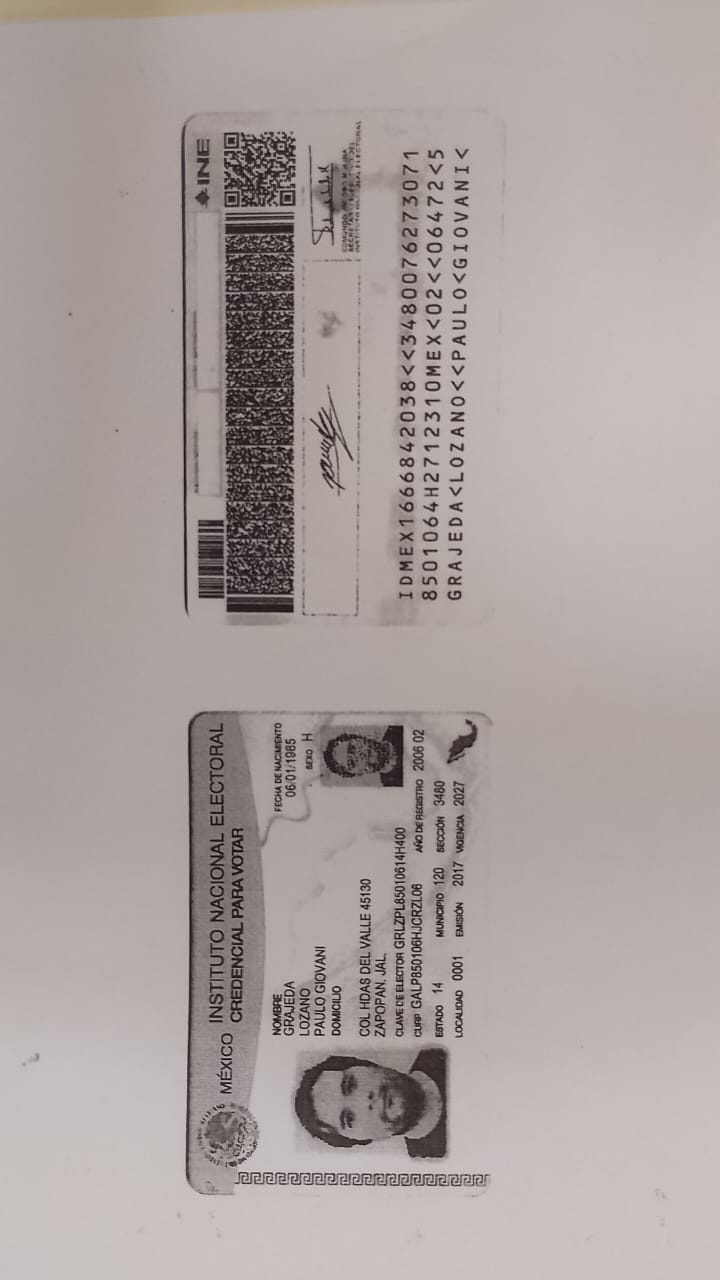 MÉXICO INSTITUTO NACIONAL ELECTORAL
CREDENCIAL PARA VOTAR
NOMBRE
GRAJEDA
LOZANO
PAULO GIOVANI
FECHA DE NACIMIENTO
06/01/1985
SEXO H
DOMICILIO
COL HDAS DEL VALLE 45130
ZAPOPAN, JAL.
CLAVE DE ELECTOR GRLZPL85010614H400
CURP GALP850106HJCRZL06 AÑO DE REGISTRO 2006 02
ESTADO 14 MUNICIPIO 120 SECCIÓN 3480
LOCALIDAD 0001 EMISIÓN 2017 VIGENCIA 2027
INE
EDMUNDO
INSTITUTO NACIONAL ELECTORAL
IDMEX1666842038<<3480076273071
8501064H2712310MEX<02<<06472<5
GRAJEDA<LOZANO<<PAULO<GIOVANI<